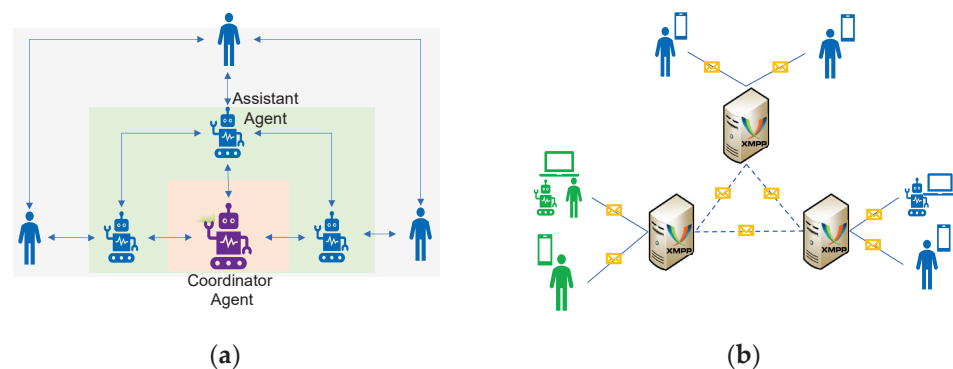 Assistant
Agent
Coordinator
Agent
(a)
XMPP
XMPP
XMPP
(b)